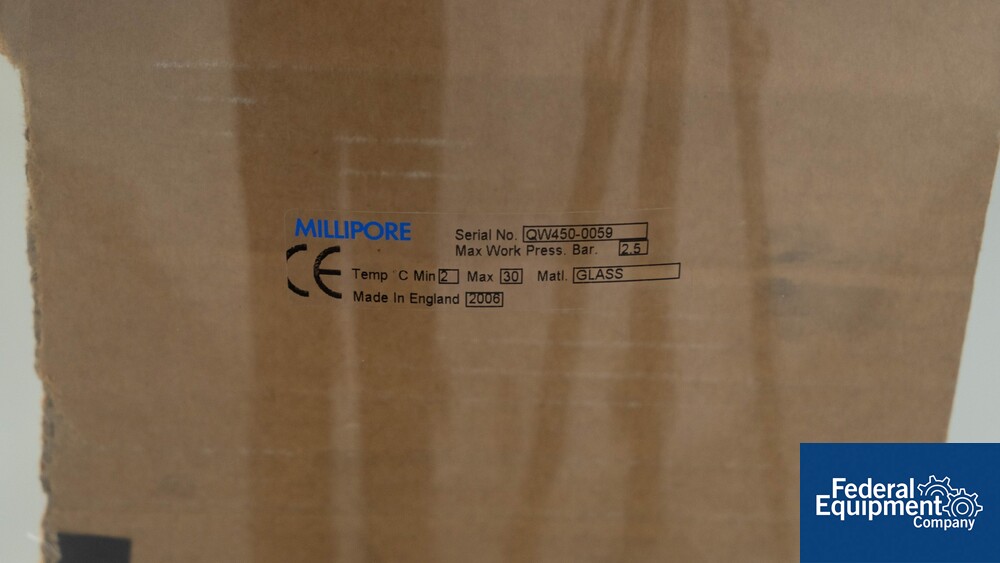 MILLIPORE
Serial No. QW450-0059
Max Work Press. Bar. 2.5
CE Temp °C Min 2 Max 30 Matl. GLASS
Made In England 2006
Federal
Equipment
Company